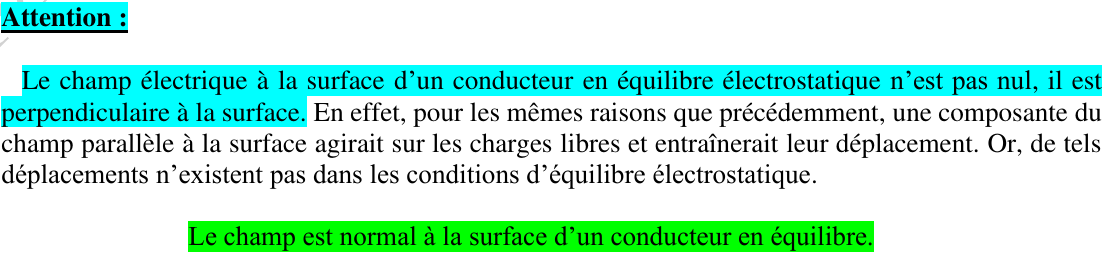 Attention :
Le champ électrique à la surface d’un conducteur en équilibre électrostatique n’est pas nul, il est
perpendiculaire à la surface. En effet, pour les mêmes raisons que précédemment, une composante du
champ parallèle à la surface agirait sur les charges libres et entraînerait leur déplacement. Or, de tels
déplacements n’existent pas dans les conditions d’équilibre électrostatique.
Le champ est normal à la surface d’un conducteur en équilibre.